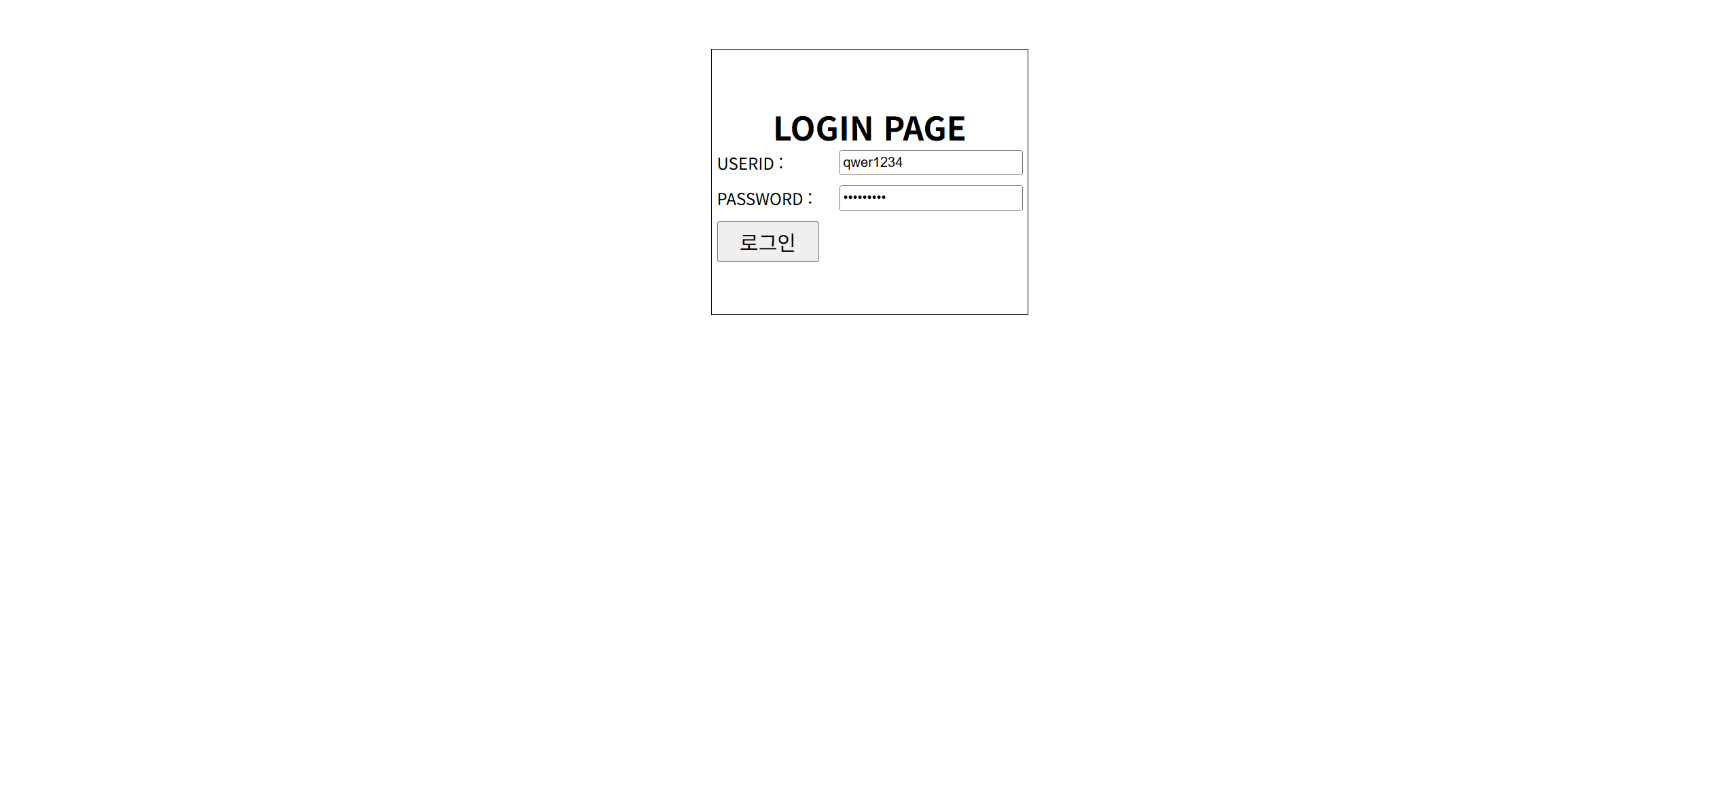 LOGIN PAGE
USERID : qwer1234
PASSWORD : •••••••••
로그인